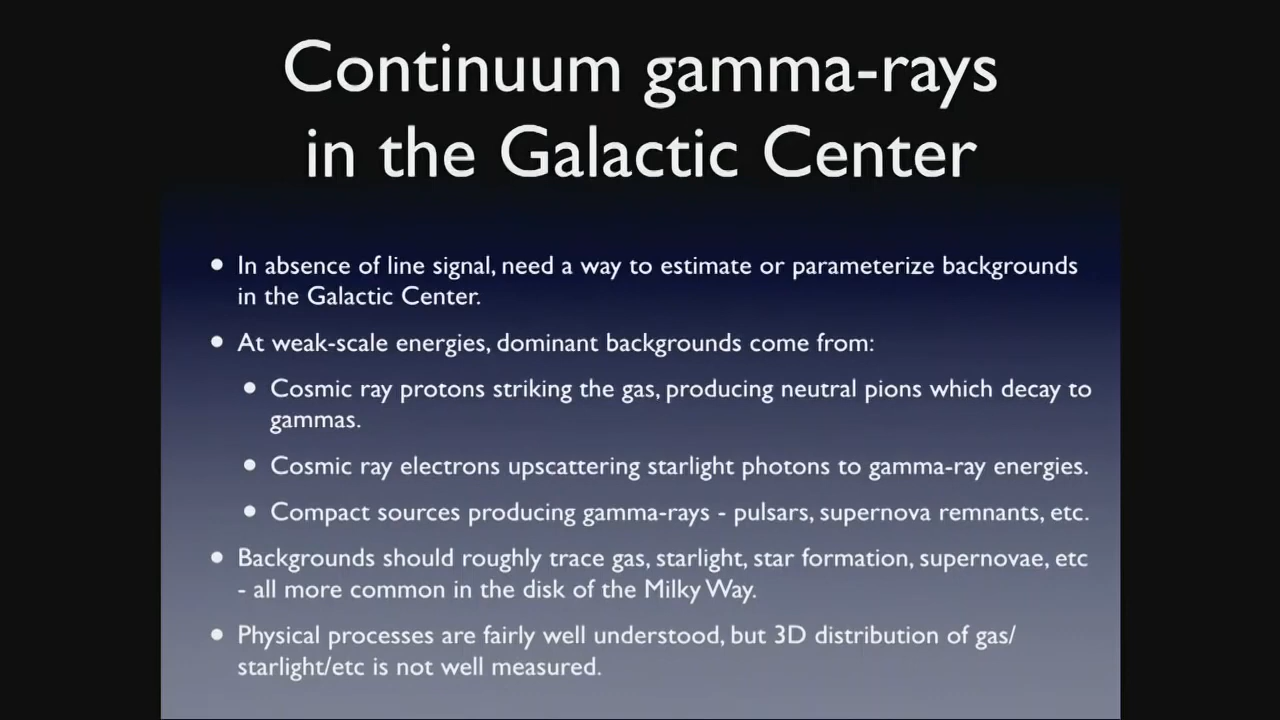 Continuum gamma-rays
in the Galactic Center
• In absence of line signal, need a way to estimate or parameterize backgrounds
in the Galactic Center.
• At weak-scale energies, dominant backgrounds come from:
• Cosmic ray protons striking the gas, producing neutral pions which decay to
gammas.
• Cosmic ray electrons upscattering starlight photons to gamma-ray energies.
• Compact sources producing gamma-rays - pulsars, supernova remnants, etc.
• Backgrounds should roughly trace gas, starlight, star formation, supernovae, etc
- all more common in the disk of the Milky Way.
• Physical processes are fairly well understood, but 3D distribution of gas/
starlight/etc is not well measured.